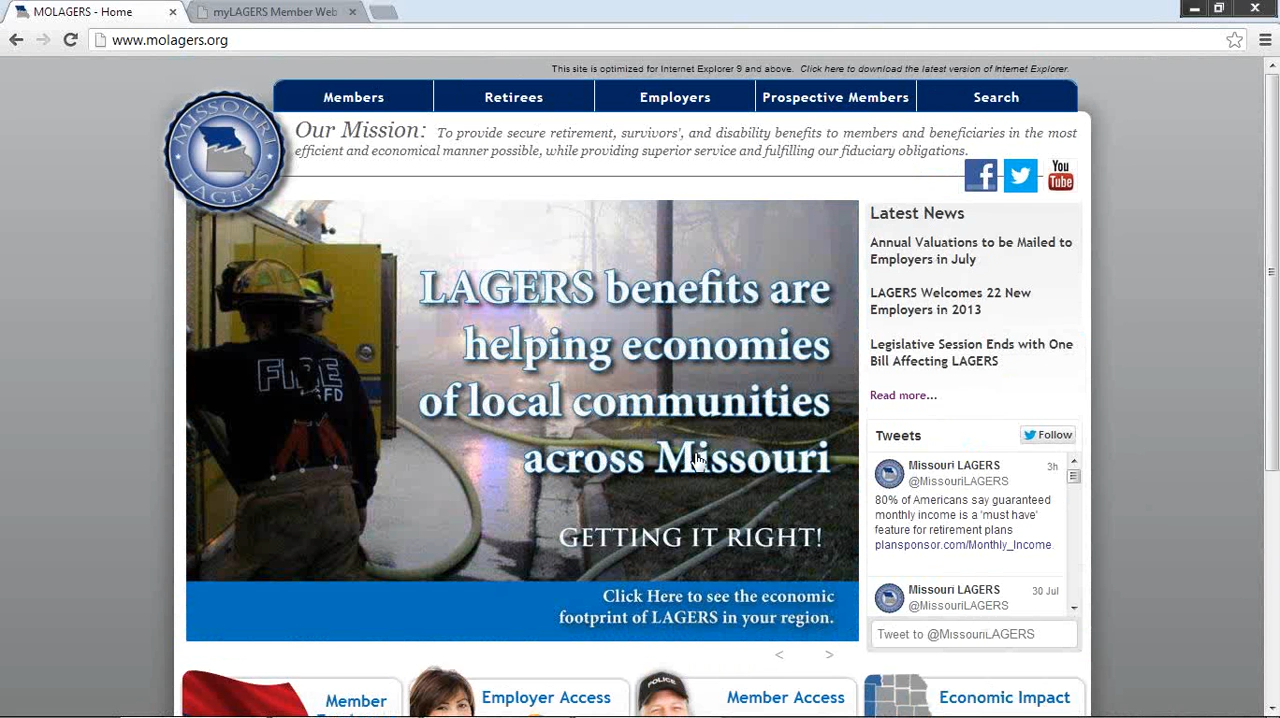 MOLAGERS - Home
myLAGERS Member Web
www.molagers.org
This site is optimized for Internet Explorer 9 and above. Click here to download the latest version of Internet Explorer.
Members
Retirees
Employers
Prospective Members
Search
MISSOURI
LAGERS
Our Mission: To provide secure retirement, survivors', and disability benefits to members and beneficiaries in the most
efficient and economical manner possible, while providing superior service and fulfilling our fiduciary obligations.
f
You
Tube
FIRE
FD
LAGERS benefits are
helping economies
of local communities
across Missouri
GETTING IT RIGHT!
Click Here to see the economic
footprint of LAGERS in your region.
< >
Latest News
Annual Valuations to be Mailed to
Employers in July
LAGERS Welcomes 22 New
Employers in 2013
Legislative Session Ends with One
Bill Affecting LAGERS
Read more...
Tweets
Follow
Missouri LAGERS 3h
@MissouriLAGERS
80% of Americans say guaranteed
monthly income is a 'must have'
feature for retirement plans
plansponsor.com/Monthly_Income
Missouri LAGERS 30 Jul
@MissouriLAGERS
Tweet to @MissouriLAGERS
Member
Employer Access
POLICE
Member Access
Economic Impact